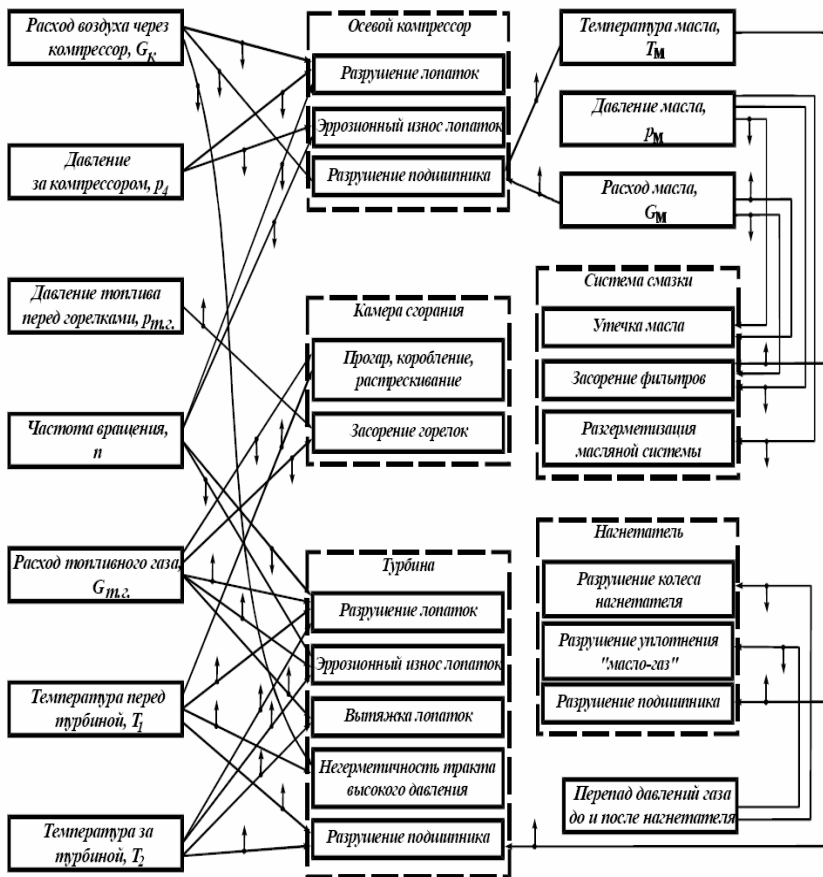 Расход воздуха через
компрессор, Gк
Давление
за компрессором, p4
Давление топлива
перед горелками, pт.г.
Частота вращения,
n
Расход топливного газа,
Gт.г.
Температура перед
турбиной, T1
Температура за
турбиной, T2
Осевой компрессор
Разрушение лопаток
Эррозионный износ лопаток
Разрушение подшипника
Камера сгорания
Прогар, коробление,
растрескивание
Засорение горелок
Турбина
Разрушение лопаток
Эррозионный износ лопаток
Вытяжка лопаток
Негерметичность тракта
высокого давления
Разрушение подшипника
Температура масла,
Tм
Давление масла,
pм
Расход масла,
Gм
Система смазки
Утечка масла
Засорение фильтров
Разгерметизация
масляной системы
Нагнетатель
Разрушение колеса
нагнетателя
Разрушение уплотнения
"масло-газ"
Разрушение подшипника
Перепад давлений газа
до и после нагнетателя